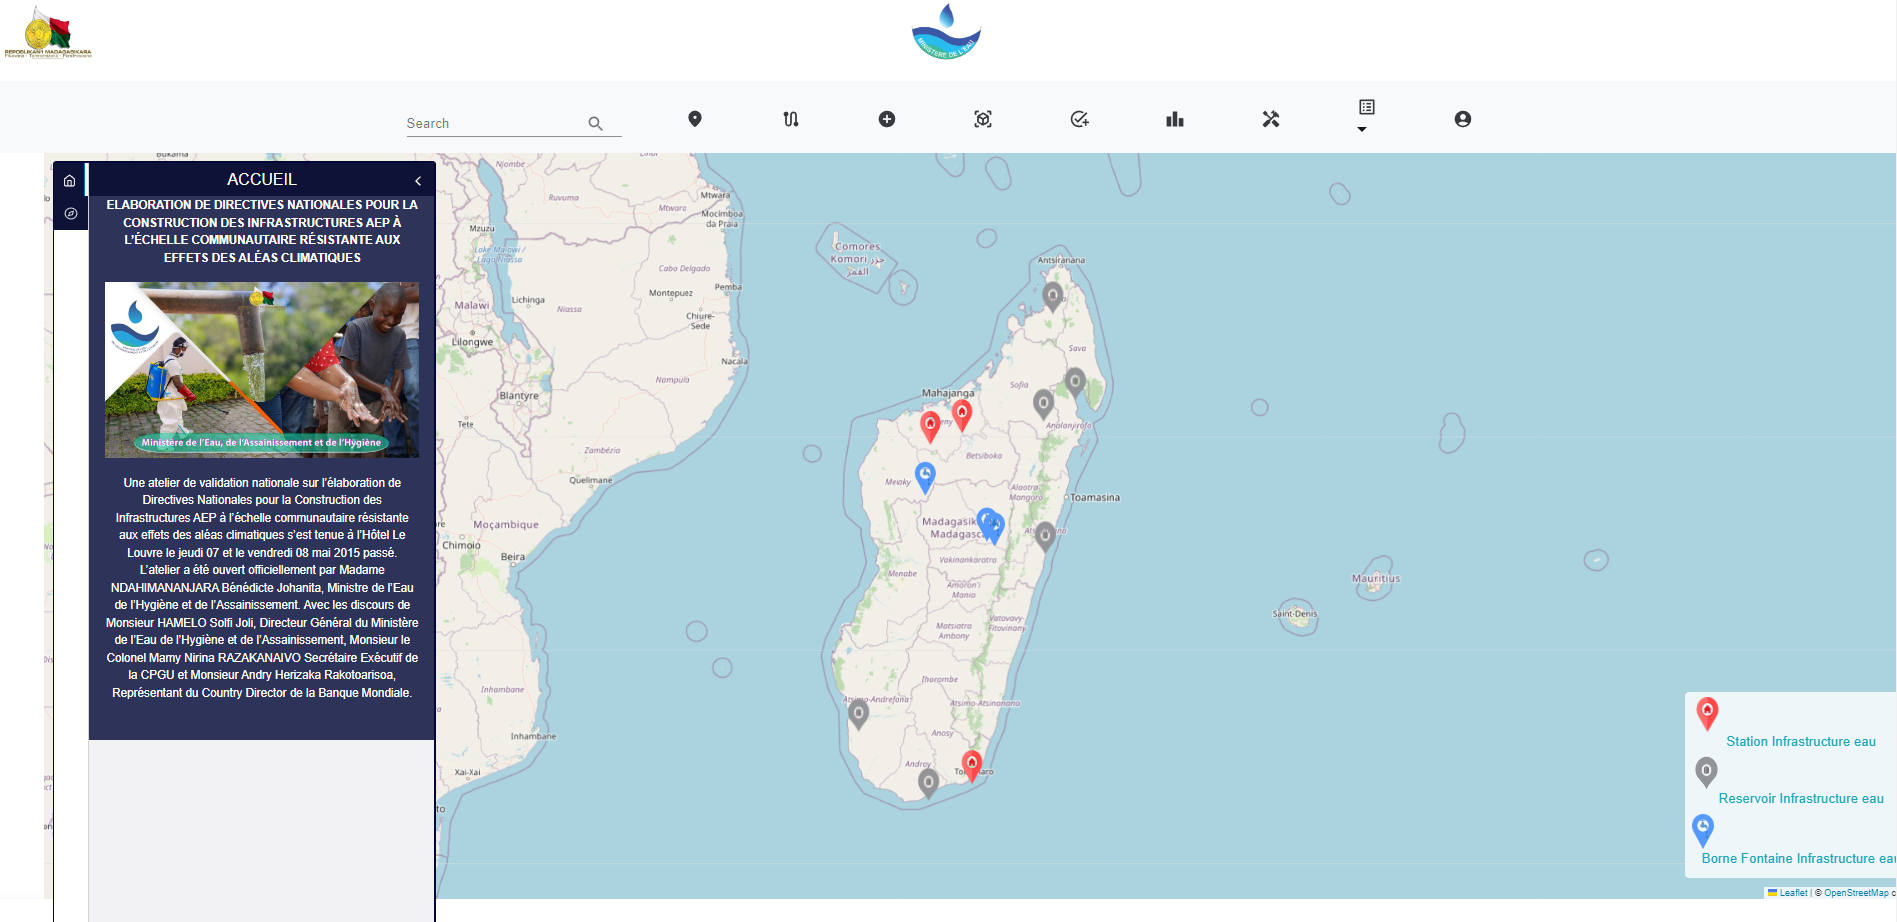 REPOBLIKAN'I MADAGASIKARA
Fitiavana - Tanindrazana - Fandrosoana
MINISTERE DE L'EAU
Search
ACCUEIL
ELABORATION DE DIRECTIVES NATIONALES POUR LA
CONSTRUCTION DES INFRASTRUCTURES AEP À
L'ÉCHELLE COMMUNAUTAIRE RÉSISTANTE AUX
EFFETS DES ALÉAS CLIMATIQUES
Ministère de l'Eau, de l'Assainissement et de l'Hygiène
Une atelier de validation nationale sur l'élaboration de
Directives Nationales pour la Construction des
Infrastructures AEP à l'échelle communautaire résistante
aux effets des aléas climatiques s'est tenue à l'Hôtel Le
Louvre le jeudi 07 et le vendredi 08 mai 2015 passé.
L'atelier a été ouvert officiellement par Madame
NDAHIMANANJARA Bénédicte Johanita, Ministre de l'Eau
de l'Hygiène et de l'Assainissement. Avec les discours de
Monsieur HAMELO Solfi Joli, Directeur Général du Ministère
de l'Eau de l'Hygiène et de l'Assainissement, Monsieur le
Colonel Mamy Nirina RAZAKANAIVO Secrétaire Exécutif de
la CPGU et Monsieur Andry Herizaka Rakotoarisoa,
Représentant du Country Director de la Banque Mondiale.
Bukama
Njombe
Lindi
Ruvuma
Mtwara
Mtwara
Mocímboa
da Praia
Mzuzu
Lake Malawi /
Lago Niassa
Cabo Delgado
Pemba
Montepuez
Lichinga
Malawi
Niassa
Chiure-
Sede
Lilongwe
Nacala
Nampula
Blantyre
Tete
Zambézia
Quelimane
Moçambique
Chimoio
Beira
Inhambane
Inhambane
Xai-Xai
Comores
Komori جزر
القمر
Antsiranana
Sava
Sofia
Mahajanga
Analanjirofo
Betsiboka
Melaky
Alaotra
Mangoro
Toamasina
Vakinankaratra
Menabe
Amoron'i
Mania
Vatovavy-
Fitovinany
Matsiatra
Ambony
Ihorombe
Atsimo-Andrefana
Atsimo-Atsinanana
Anosy
Androy
Mauritius
Saint-Denis
Station Infrastructure eau
Reservoir Infrastructure eau
Borne Fontaine Infrastructure eau
Leaflet | © OpenStreetMap c